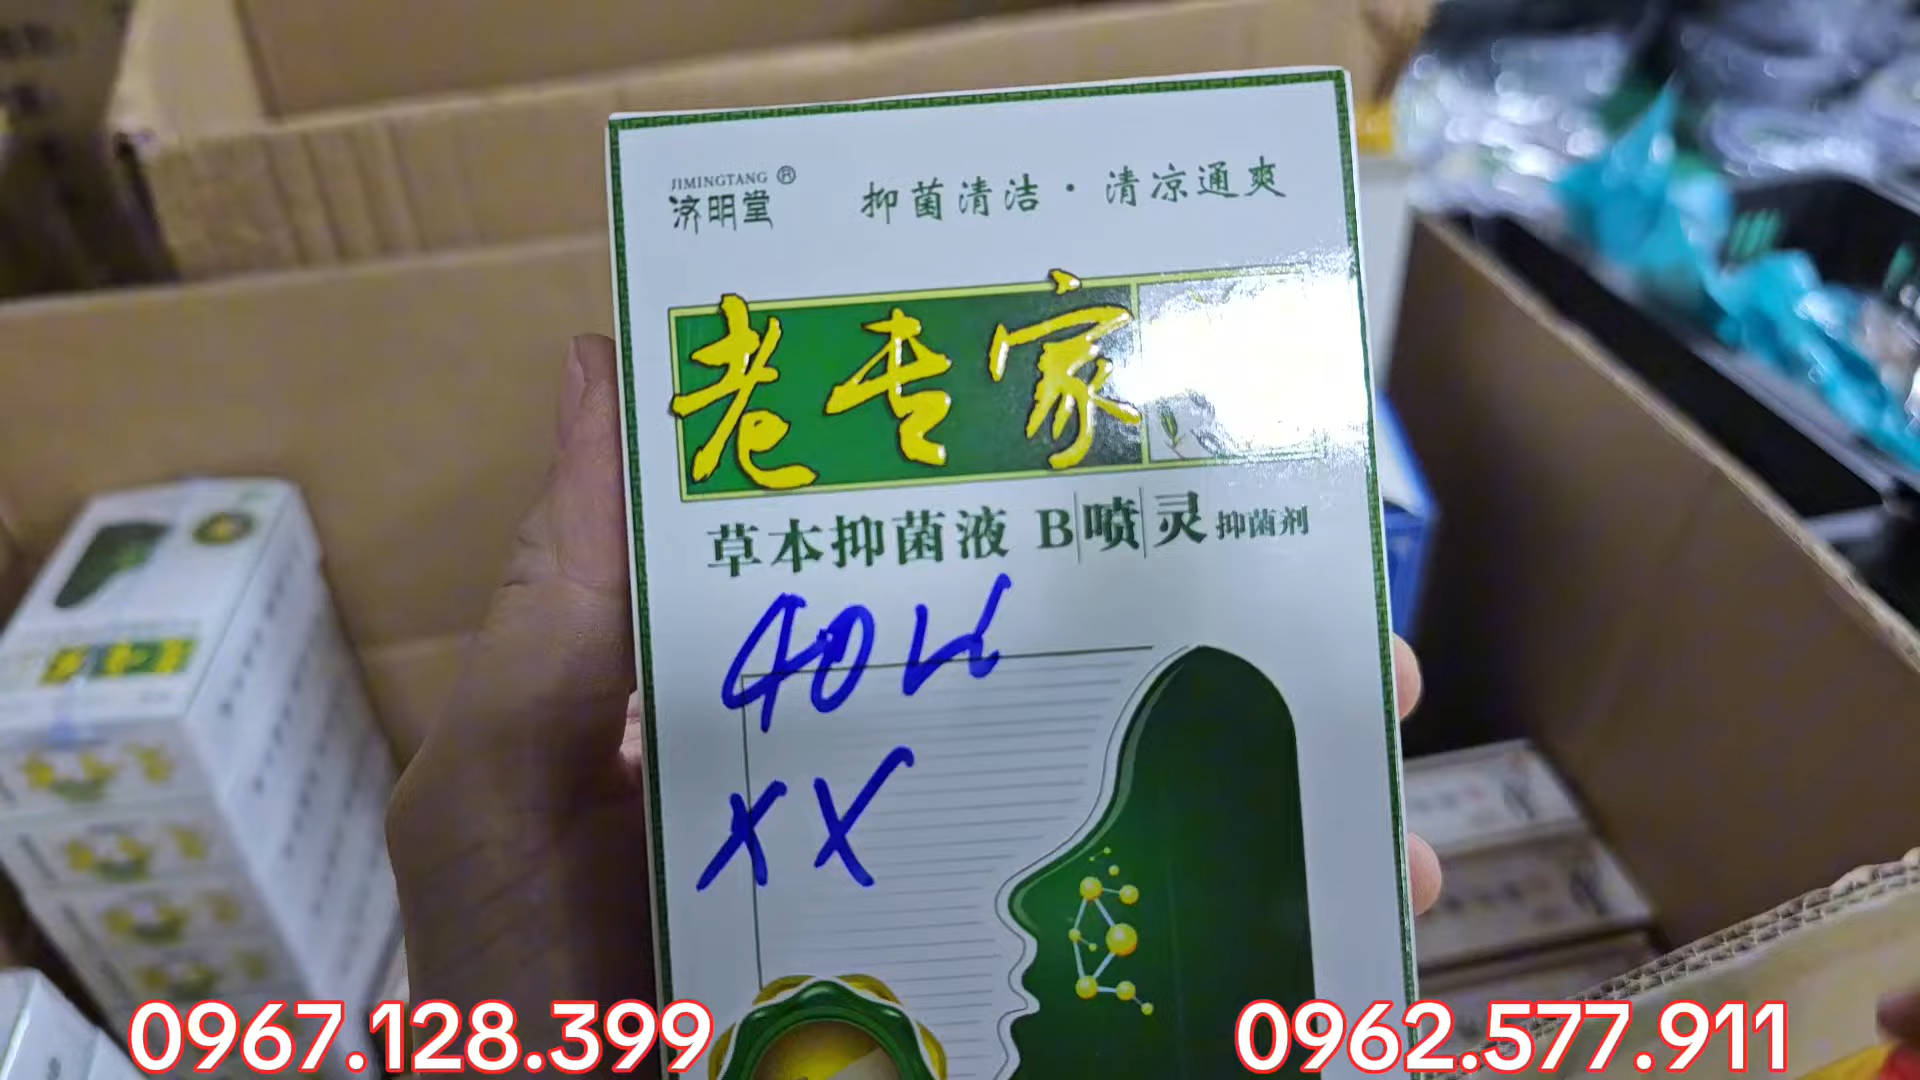 JIMINGTANG ®
济明堂
抑菌清洁·清凉通爽
老专家
草本抑菌液 B喷灵 抑菌剂
XX
0967.128.399
0962.577.911